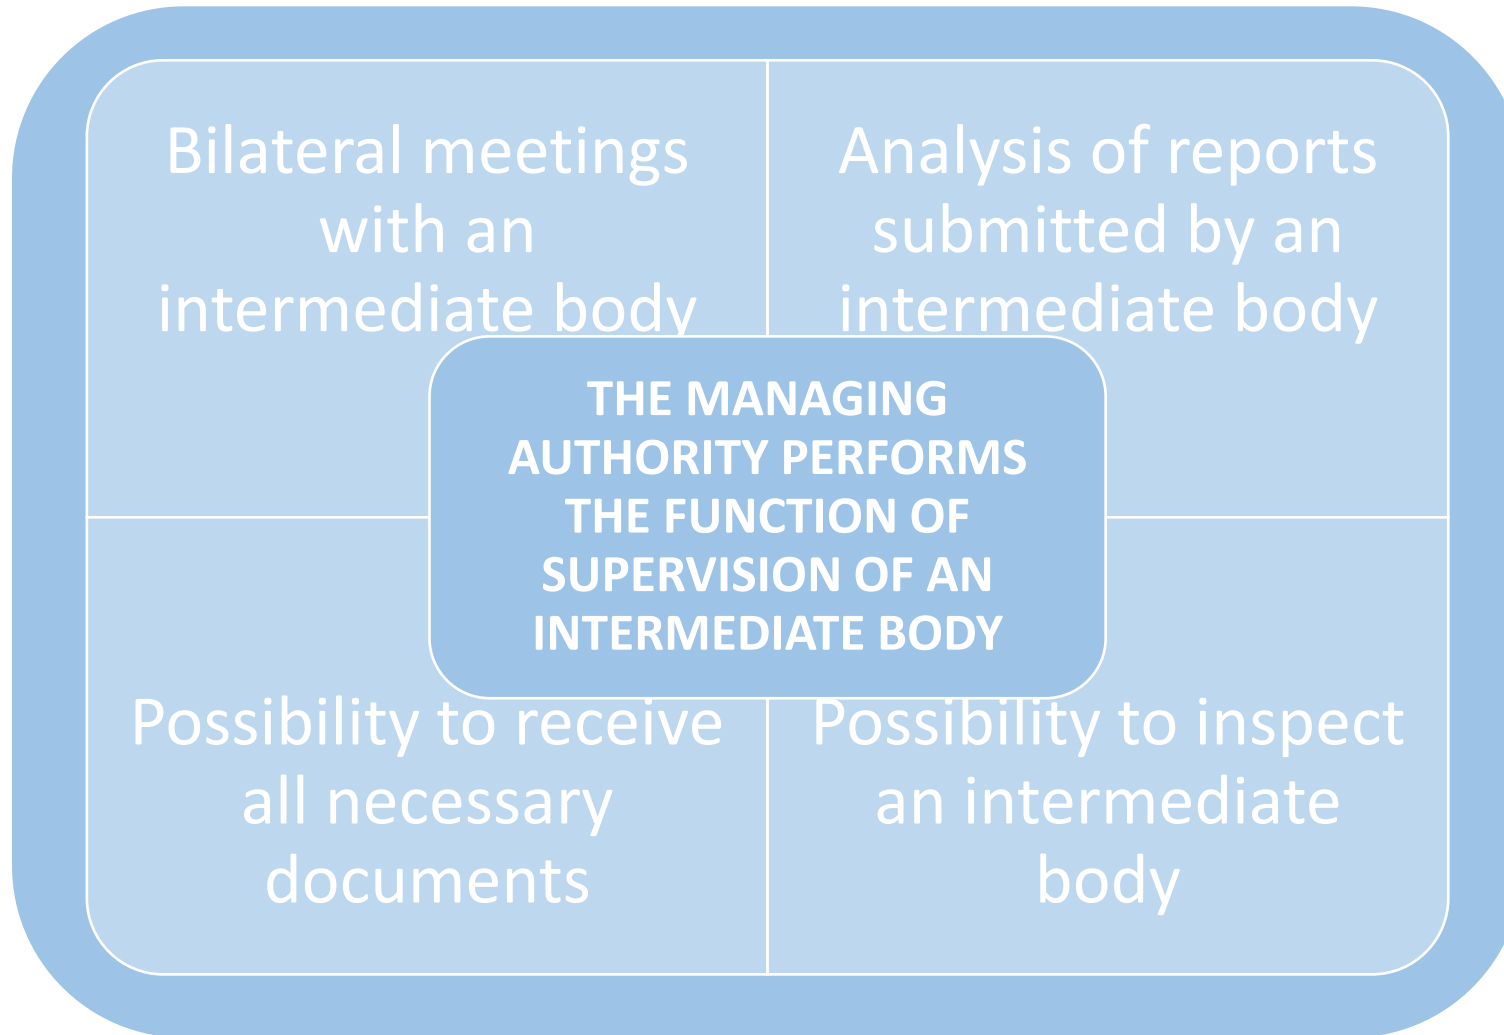 Bilateral meetings
with an
intermediate body
Analysis of reports
submitted by an
intermediate body
THE MANAGING
AUTHORITY PERFORMS
THE FUNCTION OF
SUPERVISION OF AN
INTERMEDIATE BODY
Possibility to receive
all necessary
documents
Possibility to inspect
an intermediate
body